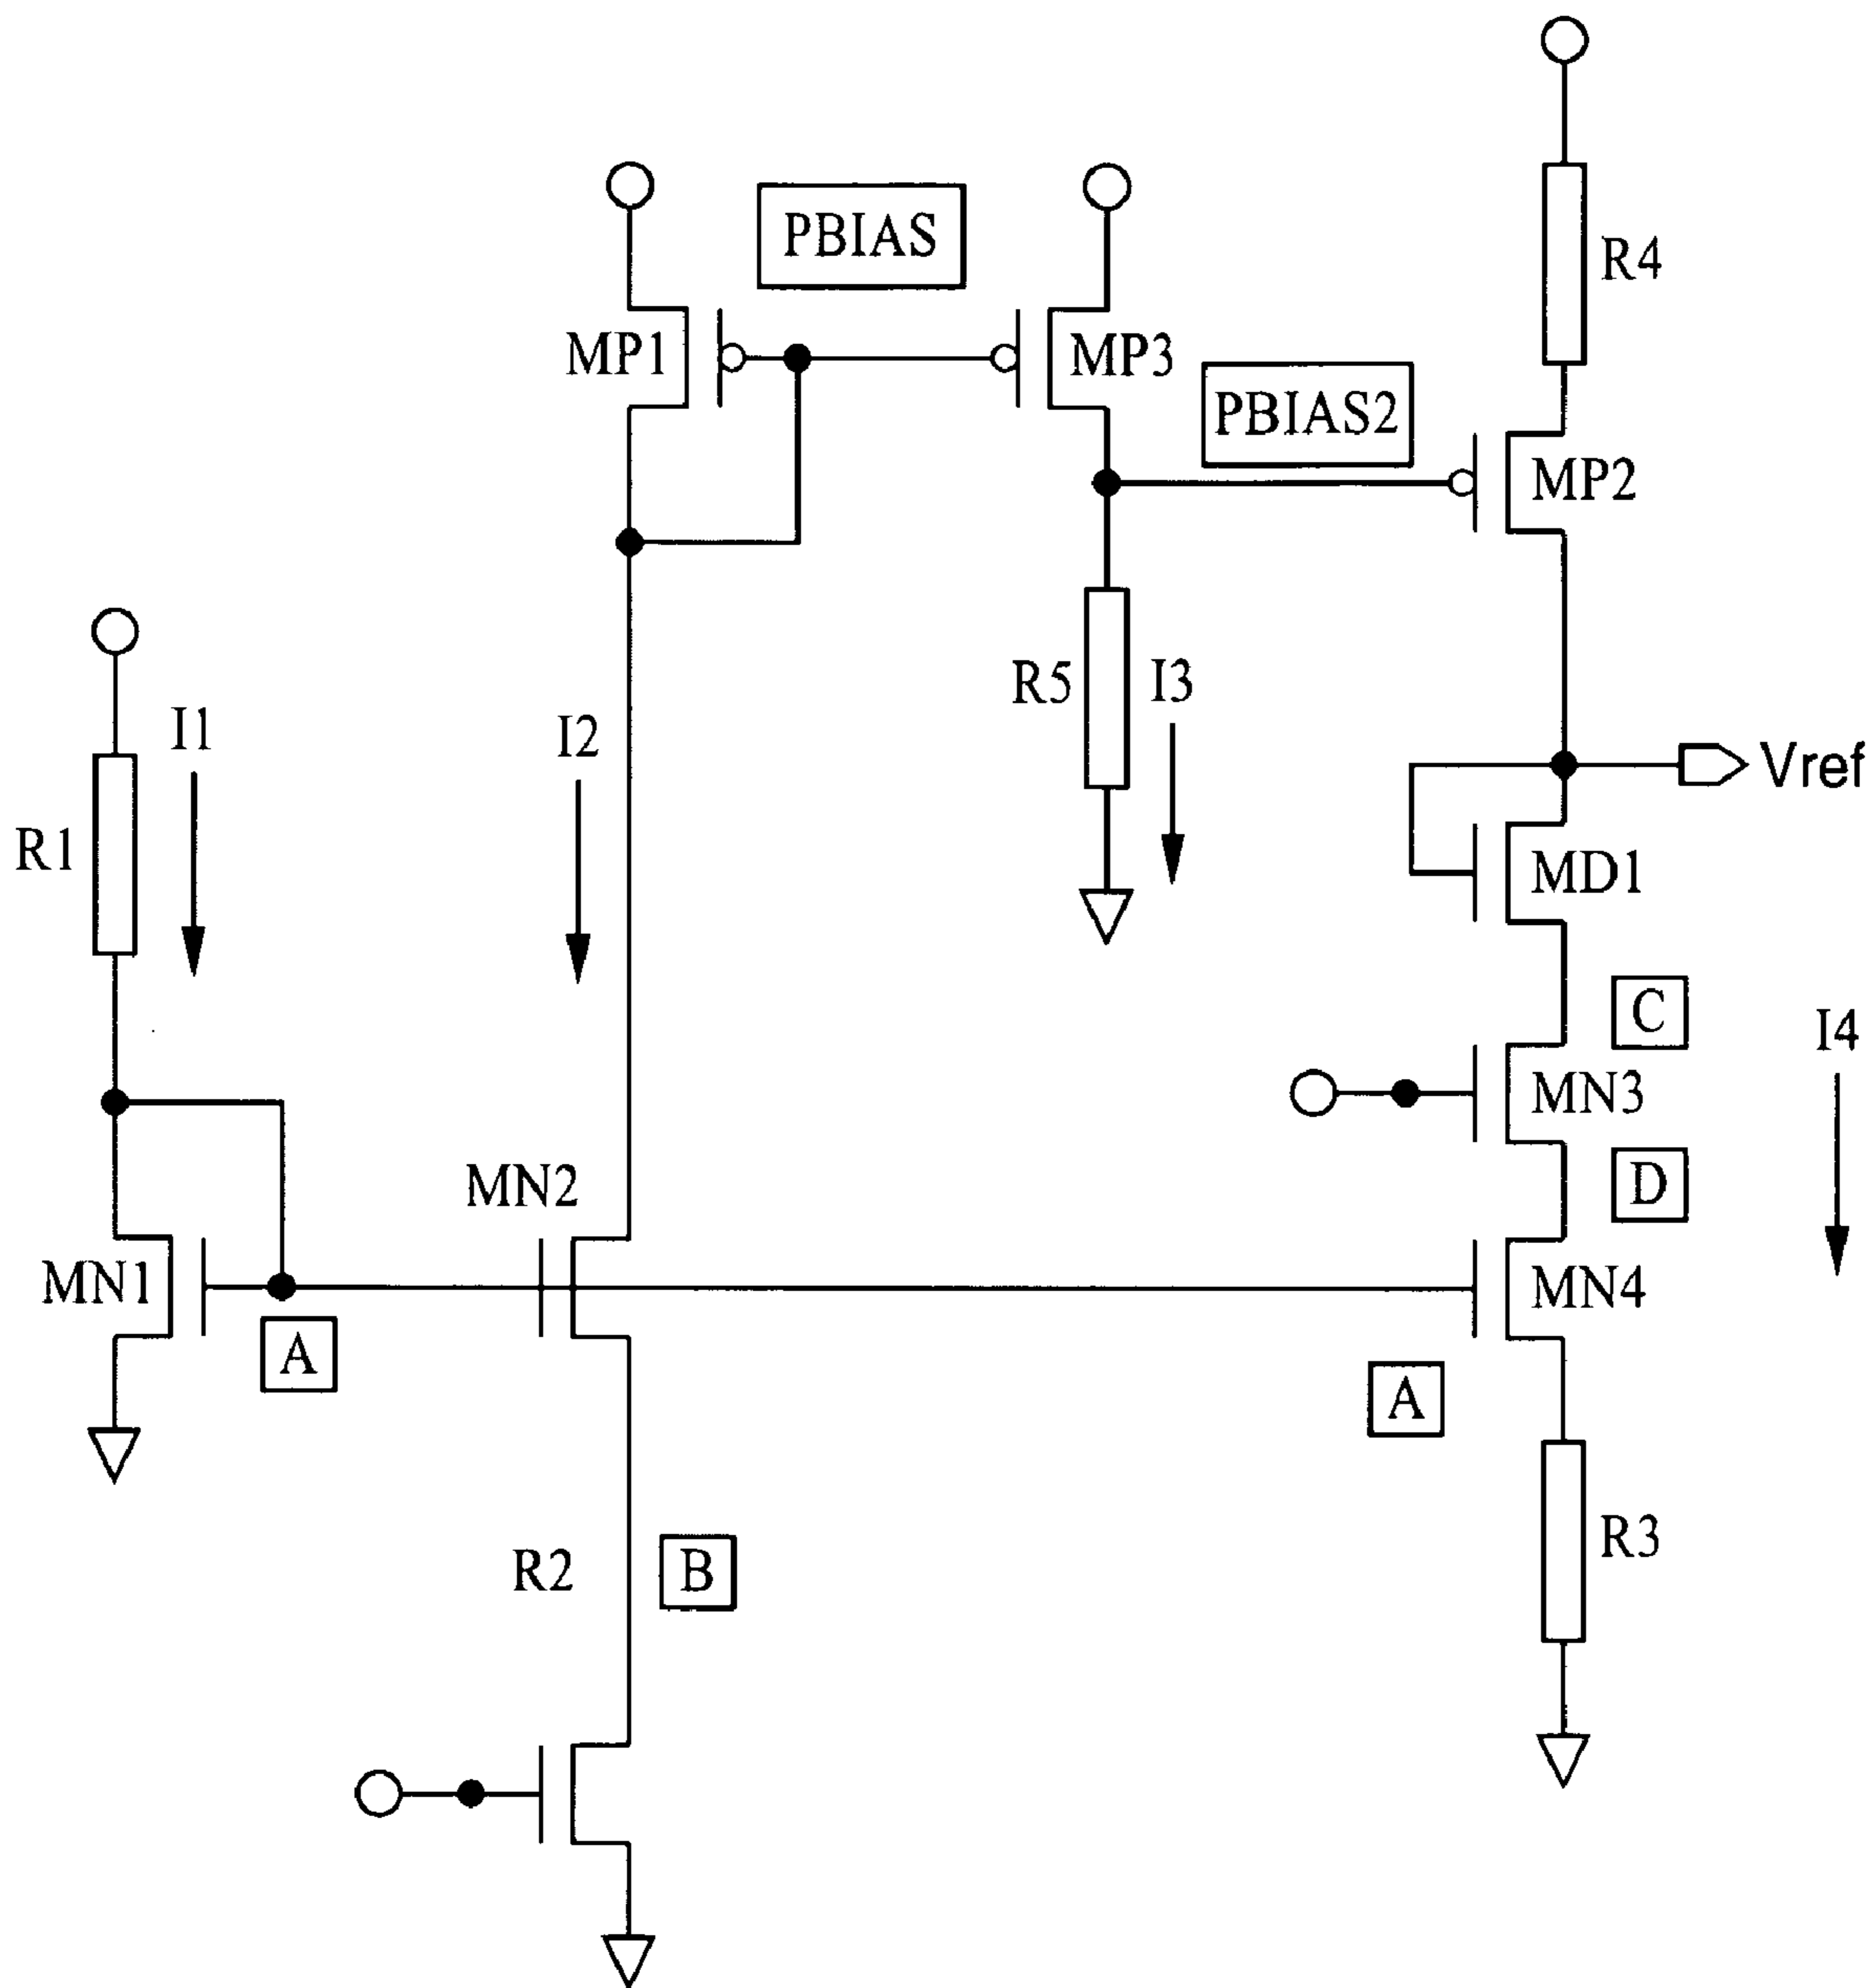 PBIAS
R4
MP1
MP3
PBIAS2
MP2
R5
I3
I1
I2
Vref
R1
MD1
C
I4
MN3
MN2
D
MN1
MN4
A
A
R3
R2
B